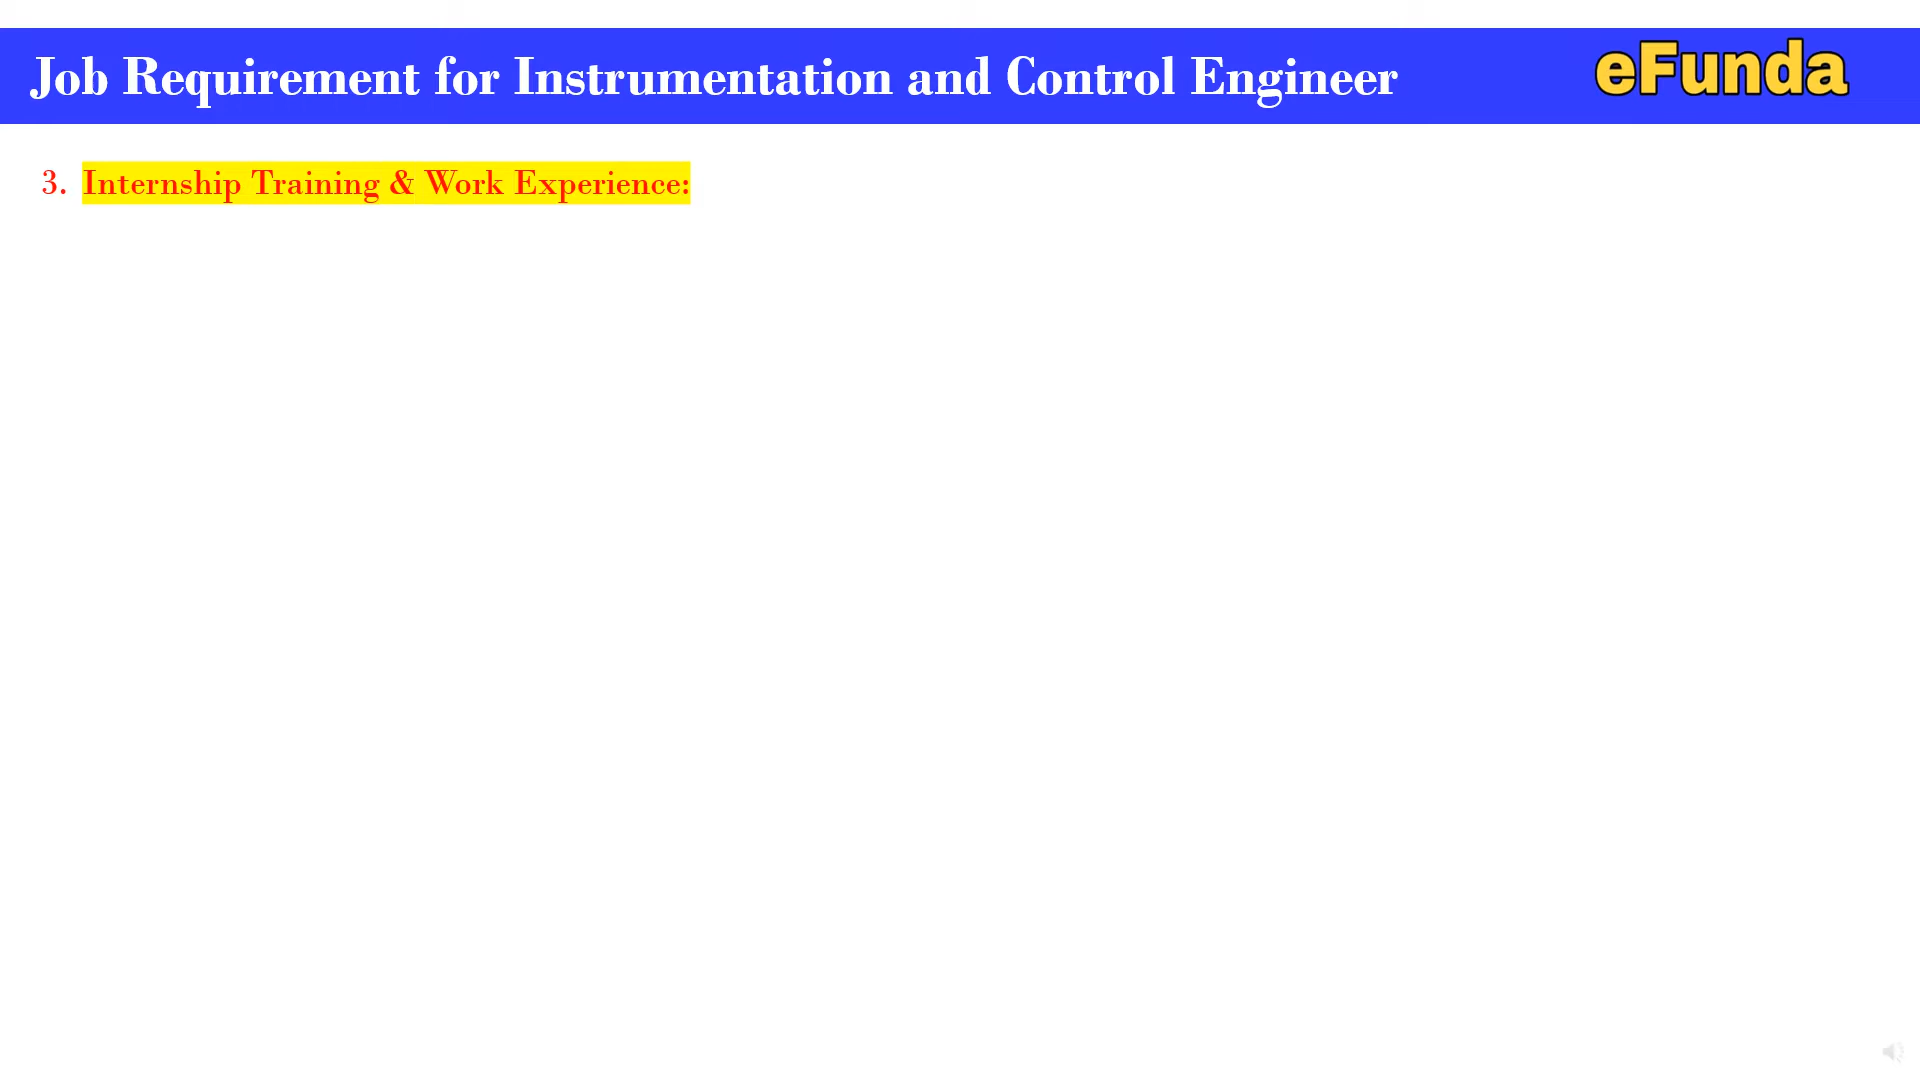 Job Requirement for Instrumentation and Control Engineer
eFunda
3. Internship Training & Work Experience: